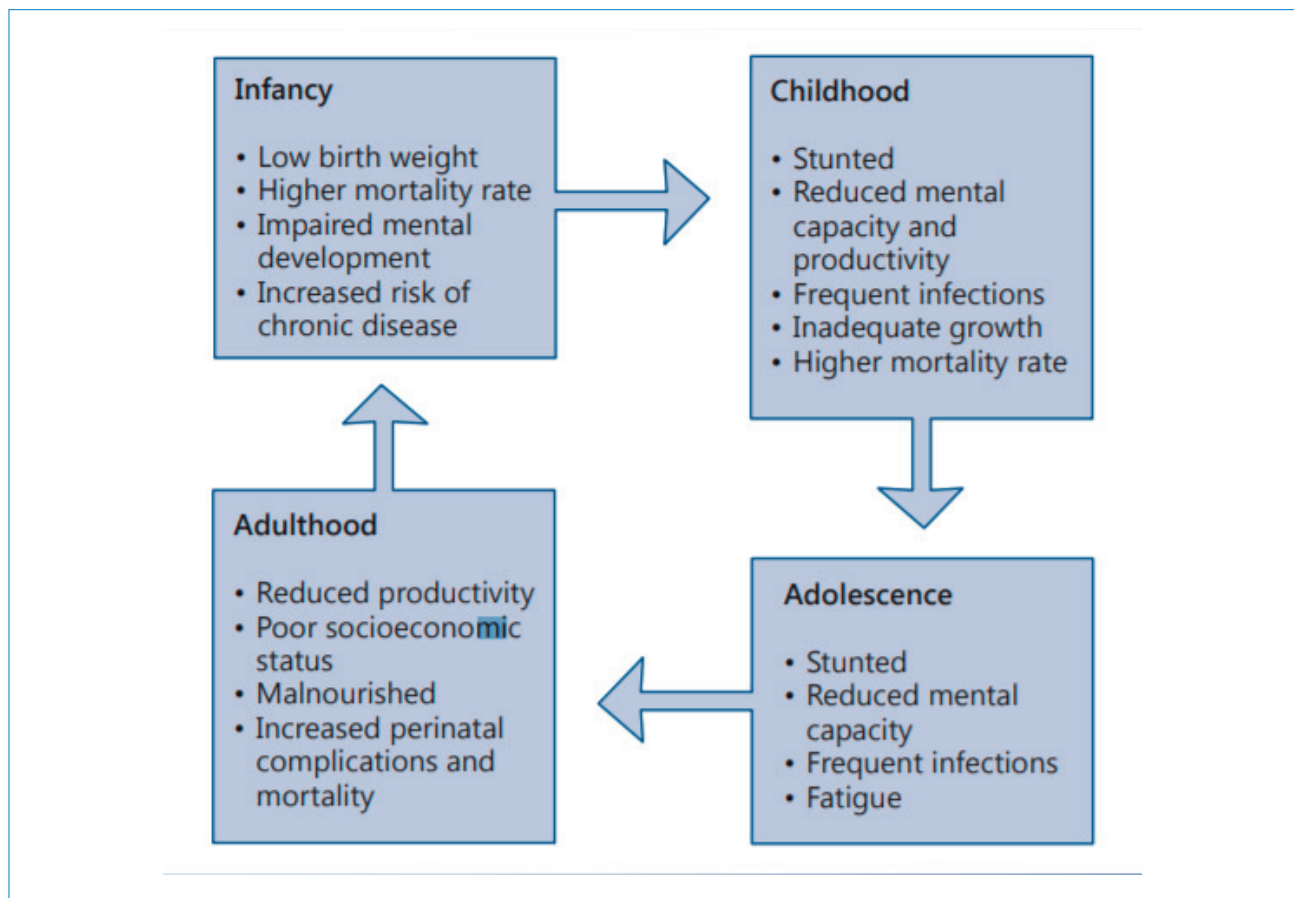 Infancy
• Low birth weight
• Higher mortality rate
• Impaired mental
development
• Increased risk of
chronic disease
Childhood
• Stunted
• Reduced mental
capacity and
productivity
• Frequent infections
• Inadequate growth
• Higher mortality rate
Adolescence
• Stunted
• Reduced mental
capacity
• Frequent infections
• Fatigue
Adulthood
• Reduced productivity
• Poor socioeconomic
status
• Malnourished
• Increased perinatal
complications and
mortality